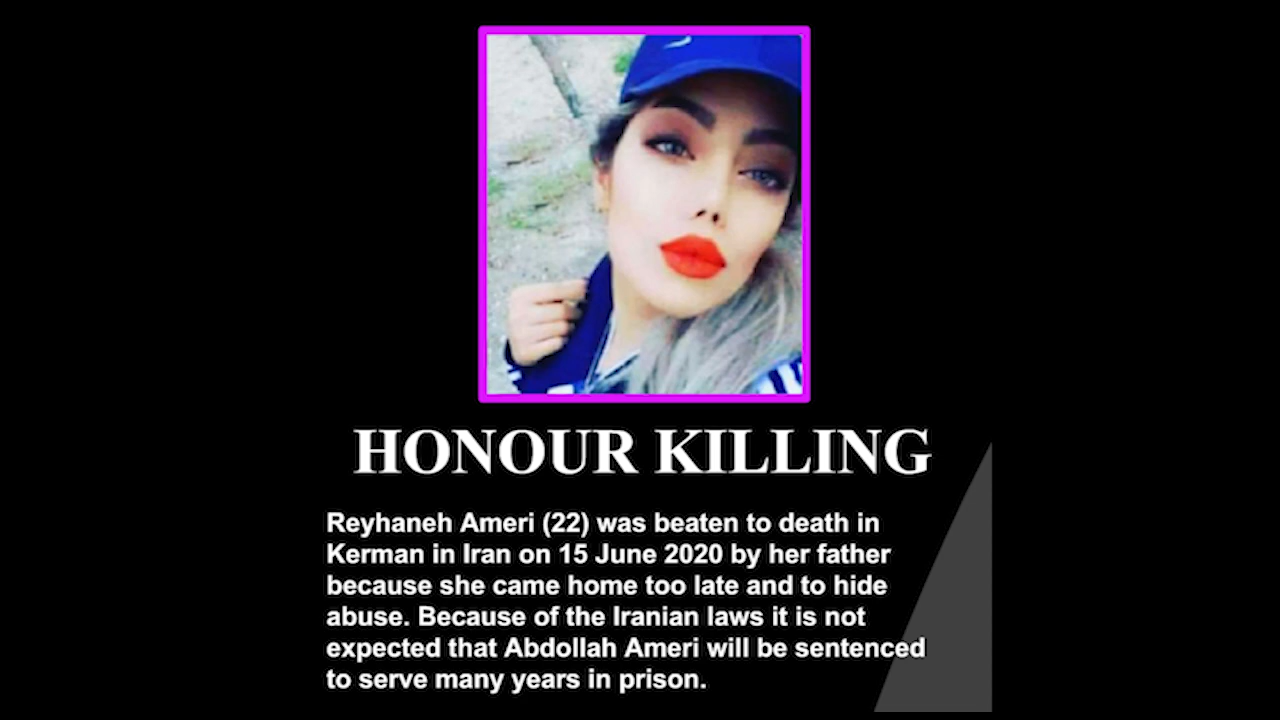 HONOUR KILLING
Reyhaneh Ameri (22) was beaten to death in
Kerman in Iran on 15 June 2020 by her father
because she came home too late and to hide
abuse. Because of the Iranian laws it is not
expected that Abdollah Ameri will be sentenced
to serve many years in prison.